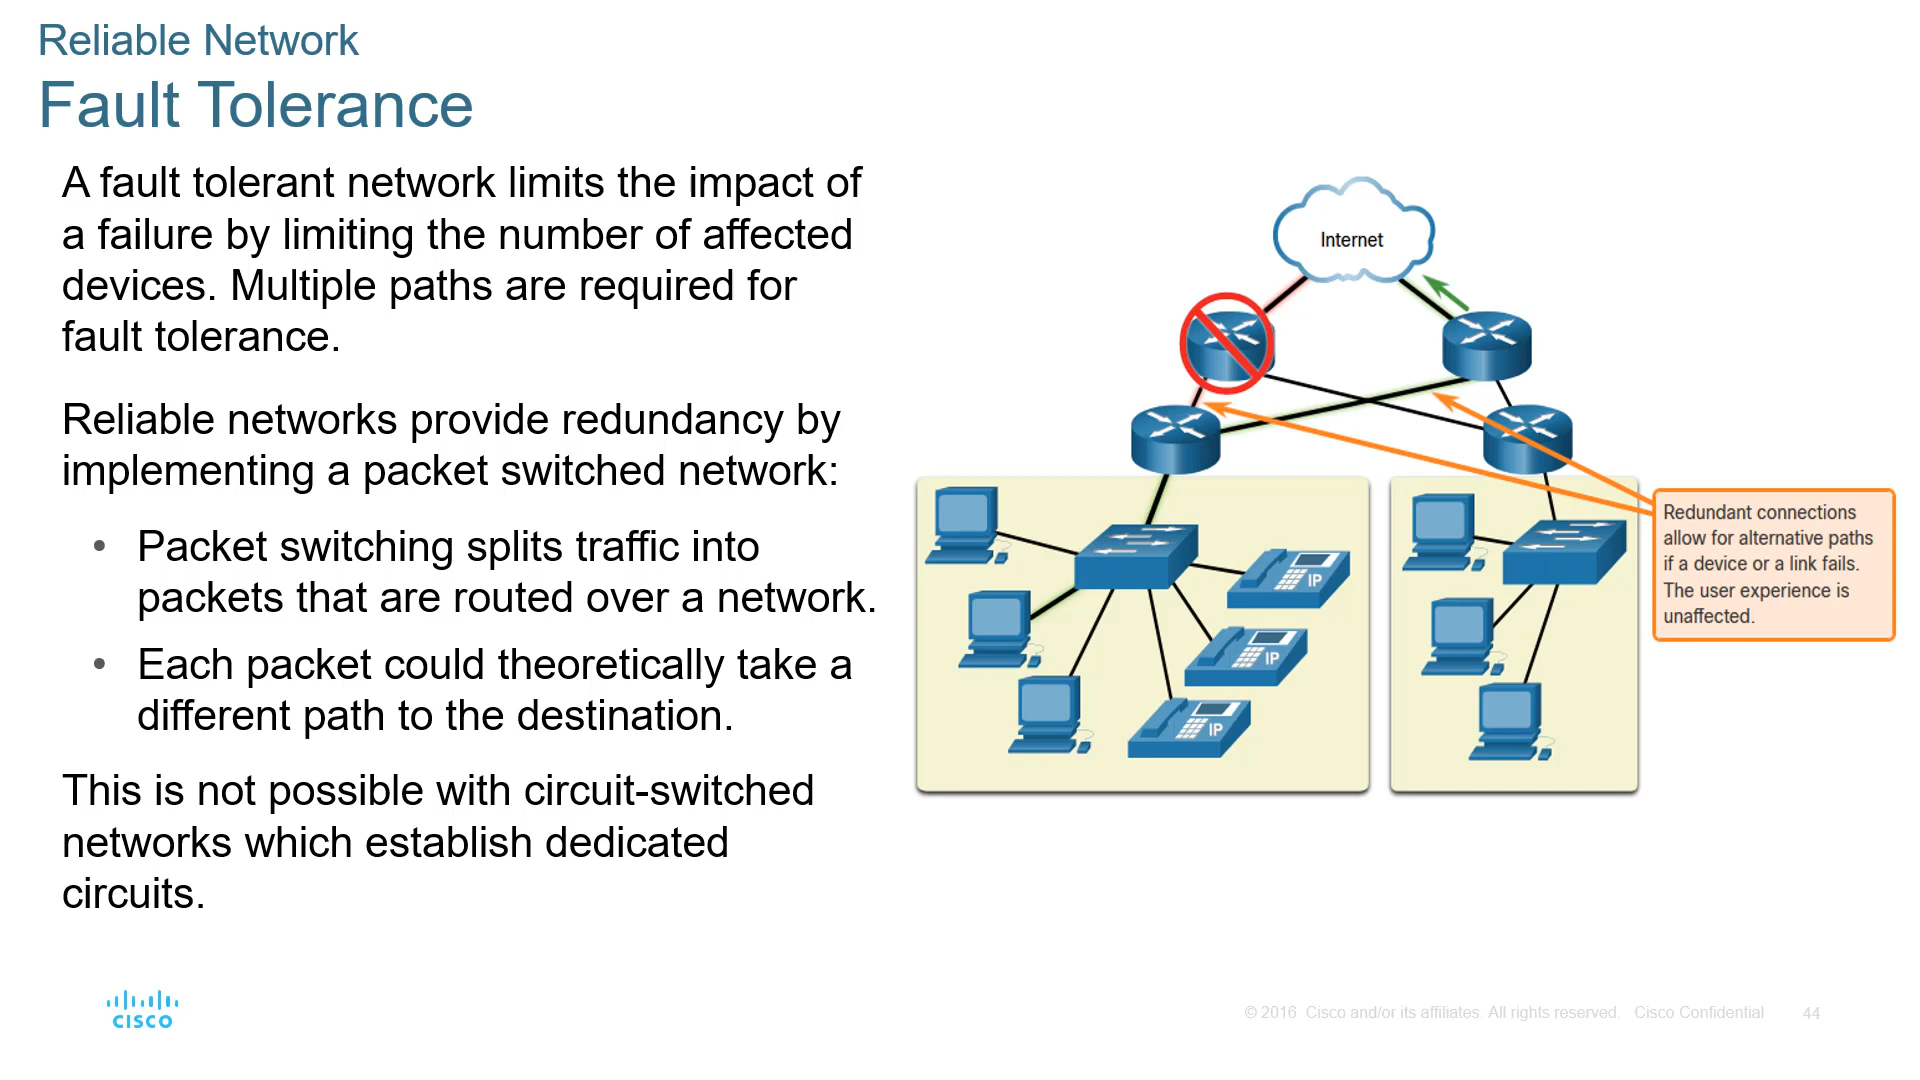 Reliable Network
Fault Tolerance
A fault tolerant network limits the impact of
a failure by limiting the number of affected
devices. Multiple paths are required for
fault tolerance.
Reliable networks provide redundancy by
implementing a packet switched network:
• Packet switching splits traffic into
packets that are routed over a network.
• Each packet could theoretically take a
different path to the destination.
This is not possible with circuit-switched
networks which establish dedicated
circuits.
Internet
Redundant connections
allow for alternative paths
if a device or a link fails.
The user experience is
unaffected.
IP
IP
IP
CISCO
© 2016 Cisco and/or its affiliates. All rights reserved. Cisco Confidential
44